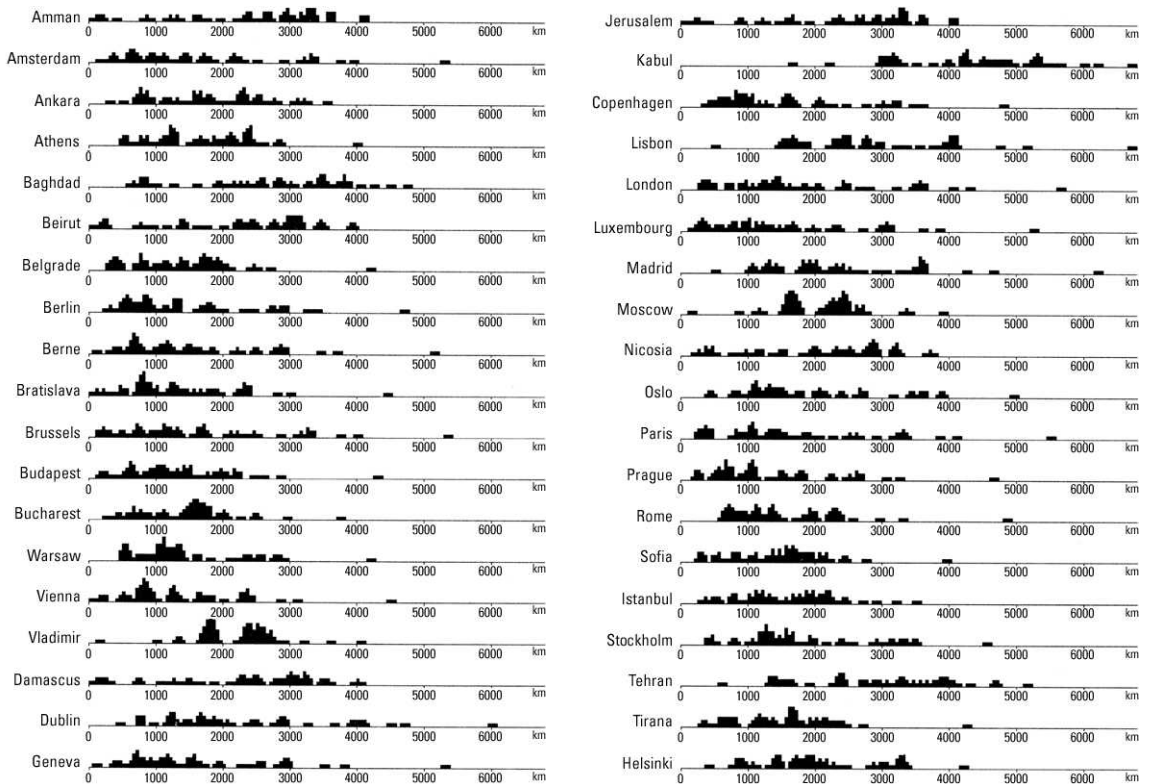 Amman
0 1000 2000 3000 4000 5000 6000 km
Amsterdam
0 1000 2000 3000 4000 5000 6000 km
Ankara
0 1000 2000 3000 4000 5000 6000 km
Athens
0 1000 2000 3000 4000 5000 6000 km
Baghdad
0 1000 2000 3000 4000 5000 6000 km
Beirut
0 1000 2000 3000 4000 5000 6000 km
Belgrade
0 1000 2000 3000 4000 5000 6000 km
Berlin
0 1000 2000 3000 4000 5000 6000 km
Berne
0 1000 2000 3000 4000 5000 6000 km
Bratislava
0 1000 2000 3000 4000 5000 6000 km
Brussels
0 1000 2000 3000 4000 5000 6000 km
Budapest
0 1000 2000 3000 4000 5000 6000 km
Bucharest
0 1000 2000 3000 4000 5000 6000 km
Warsaw
0 1000 2000 3000 4000 5000 6000 km
Vienna
0 1000 2000 3000 4000 5000 6000 km
Vladimir
0 1000 2000 3000 4000 5000 6000 km
Damascus
0 1000 2000 3000 4000 5000 6000 km
Dublin
0 1000 2000 3000 4000 5000 6000 km
Geneva
0 1000 2000 3000 4000 5000 6000 km
Jerusalem
0 1000 2000 3000 4000 5000 6000 km
Kabul
0 1000 2000 3000 4000 5000 6000 km
Copenhagen
0 1000 2000 3000 4000 5000 6000 km
Lisbon
0 1000 2000 3000 4000 5000 6000 km
London
0 1000 2000 3000 4000 5000 6000 km
Luxembourg
0 1000 2000 3000 4000 5000 6000 km
Madrid
0 1000 2000 3000 4000 5000 6000 km
Moscow
0 1000 2000 3000 4000 5000 6000 km
Nicosia
0 1000 2000 3000 4000 5000 6000 km
Oslo
0 1000 2000 3000 4000 5000 6000 km
Paris
0 1000 2000 3000 4000 5000 6000 km
Prague
0 1000 2000 3000 4000 5000 6000 km
Rome
0 1000 2000 3000 4000 5000 6000 km
Sofia
0 1000 2000 3000 4000 5000 6000 km
Istanbul
0 1000 2000 3000 4000 5000 6000 km
Stockholm
0 1000 2000 3000 4000 5000 6000 km
Tehran
0 1000 2000 3000 4000 5000 6000 km
Tirana
0 1000 2000 3000 4000 5000 6000 km
Helsinki
0 1000 2000 3000 4000 5000 6000 km